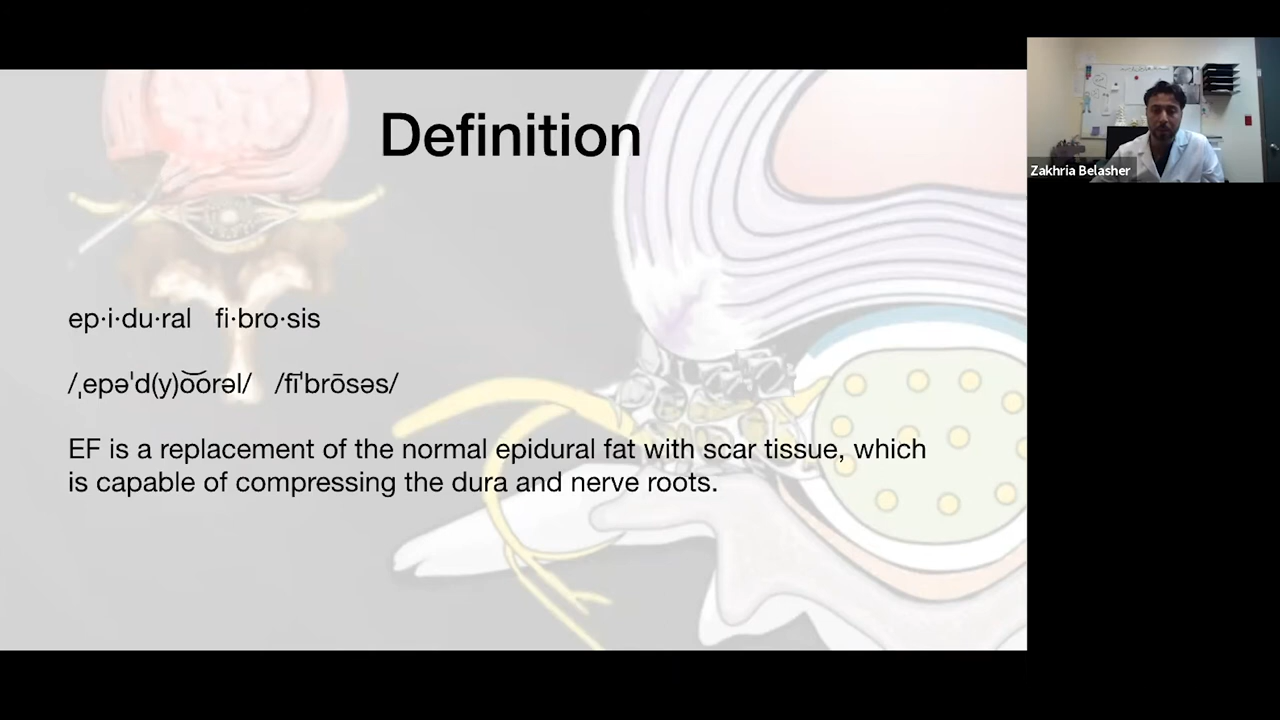 Definition
ep·i·du·ral fi·bro·sis
/ˌepəˈd(y)o͝orəl/ /fīˈbrōsəs/
EF is a replacement of the normal epidural fat with scar tissue, which
is capable of compressing the dura and nerve roots.
Zakhria Belasher